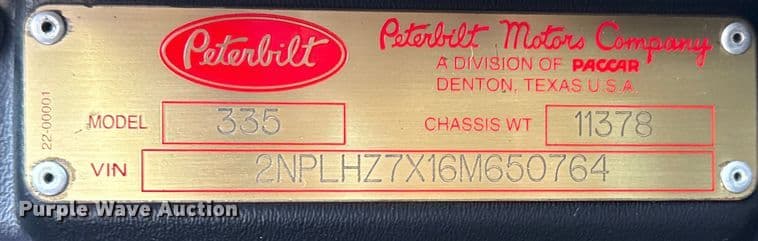 Peterbilt
Peterbilt Motors Company
A DIVISION OF PACCAR
DENTON, TEXAS U.S.A.
22-00001
MODEL 335 CHASSIS WT 11378
VIN 2NPLHZ7X16M650764
Purple Wave Auction